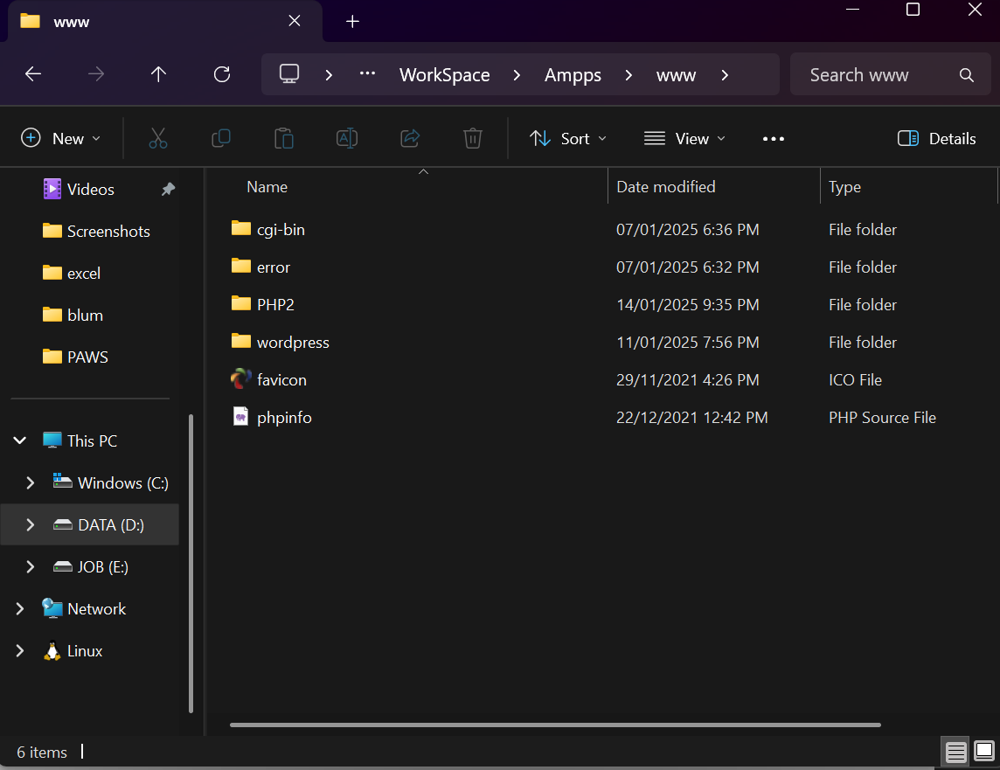 www
WorkSpace Ampps www
Search www
New Sort View ... Details
Name Date modified Type
Videos
Screenshots
excel
blum
PAWS
This PC
Windows (C:)
DATA (D:)
JOB (E:)
Network
Linux
cgi-bin 07/01/2025 6:36 PM File folder
error 07/01/2025 6:32 PM File folder
PHP2 14/01/2025 9:35 PM File folder
wordpress 11/01/2025 7:56 PM File folder
favicon 29/11/2021 4:26 PM ICO File
phpinfo 22/12/2021 12:42 PM PHP Source File
6 items